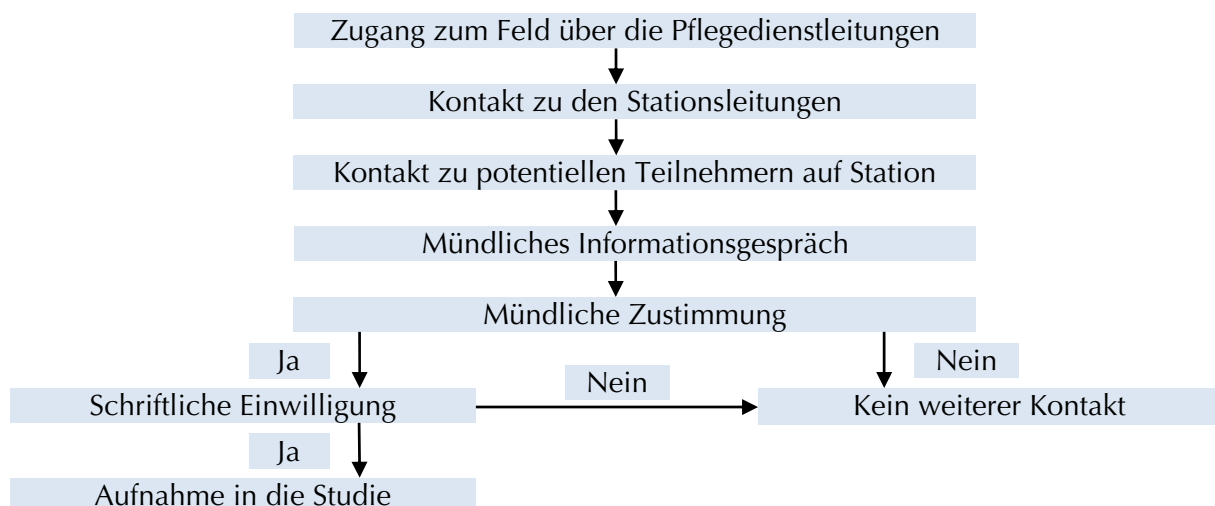 Zugang zum Feld über die Pflegedienstleitungen
Kontakt zu den Stationsleitungen
Kontakt zu potentiellen Teilnehmern auf Station
Mündliches Informationsgespräch
Mündliche Zustimmung
Ja
Nein
Nein
Schriftliche Einwilligung
Kein weiterer Kontakt
Ja
Aufnahme in die Studie